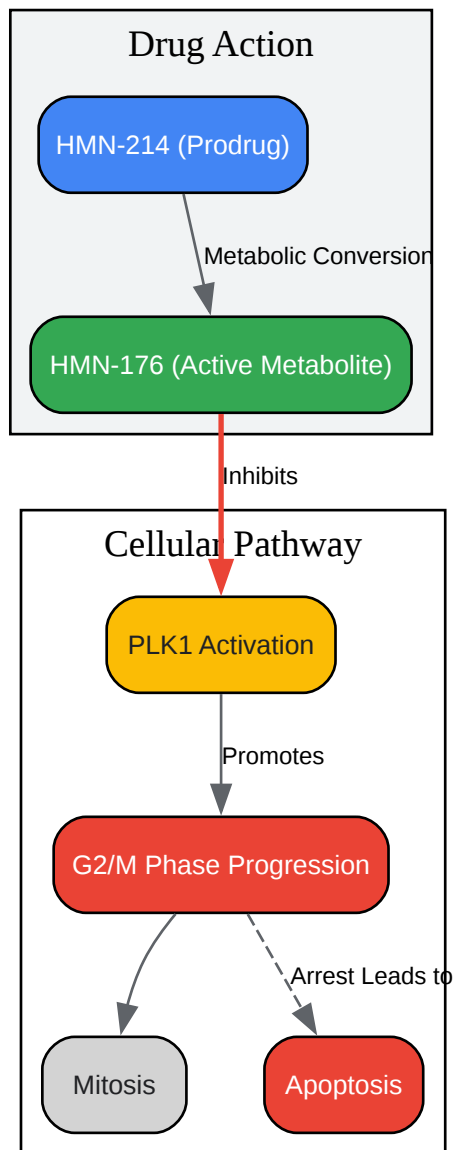 Drug Action
HMN-214 (Prodrug)
Metabolic Conversion
HMN-176 (Active Metabolite)
Inhibits
Cellular Pathway
PLK1 Activation
Promotes
G2/M Phase Progression
Arrest Leads to
Mitosis
Apoptosis